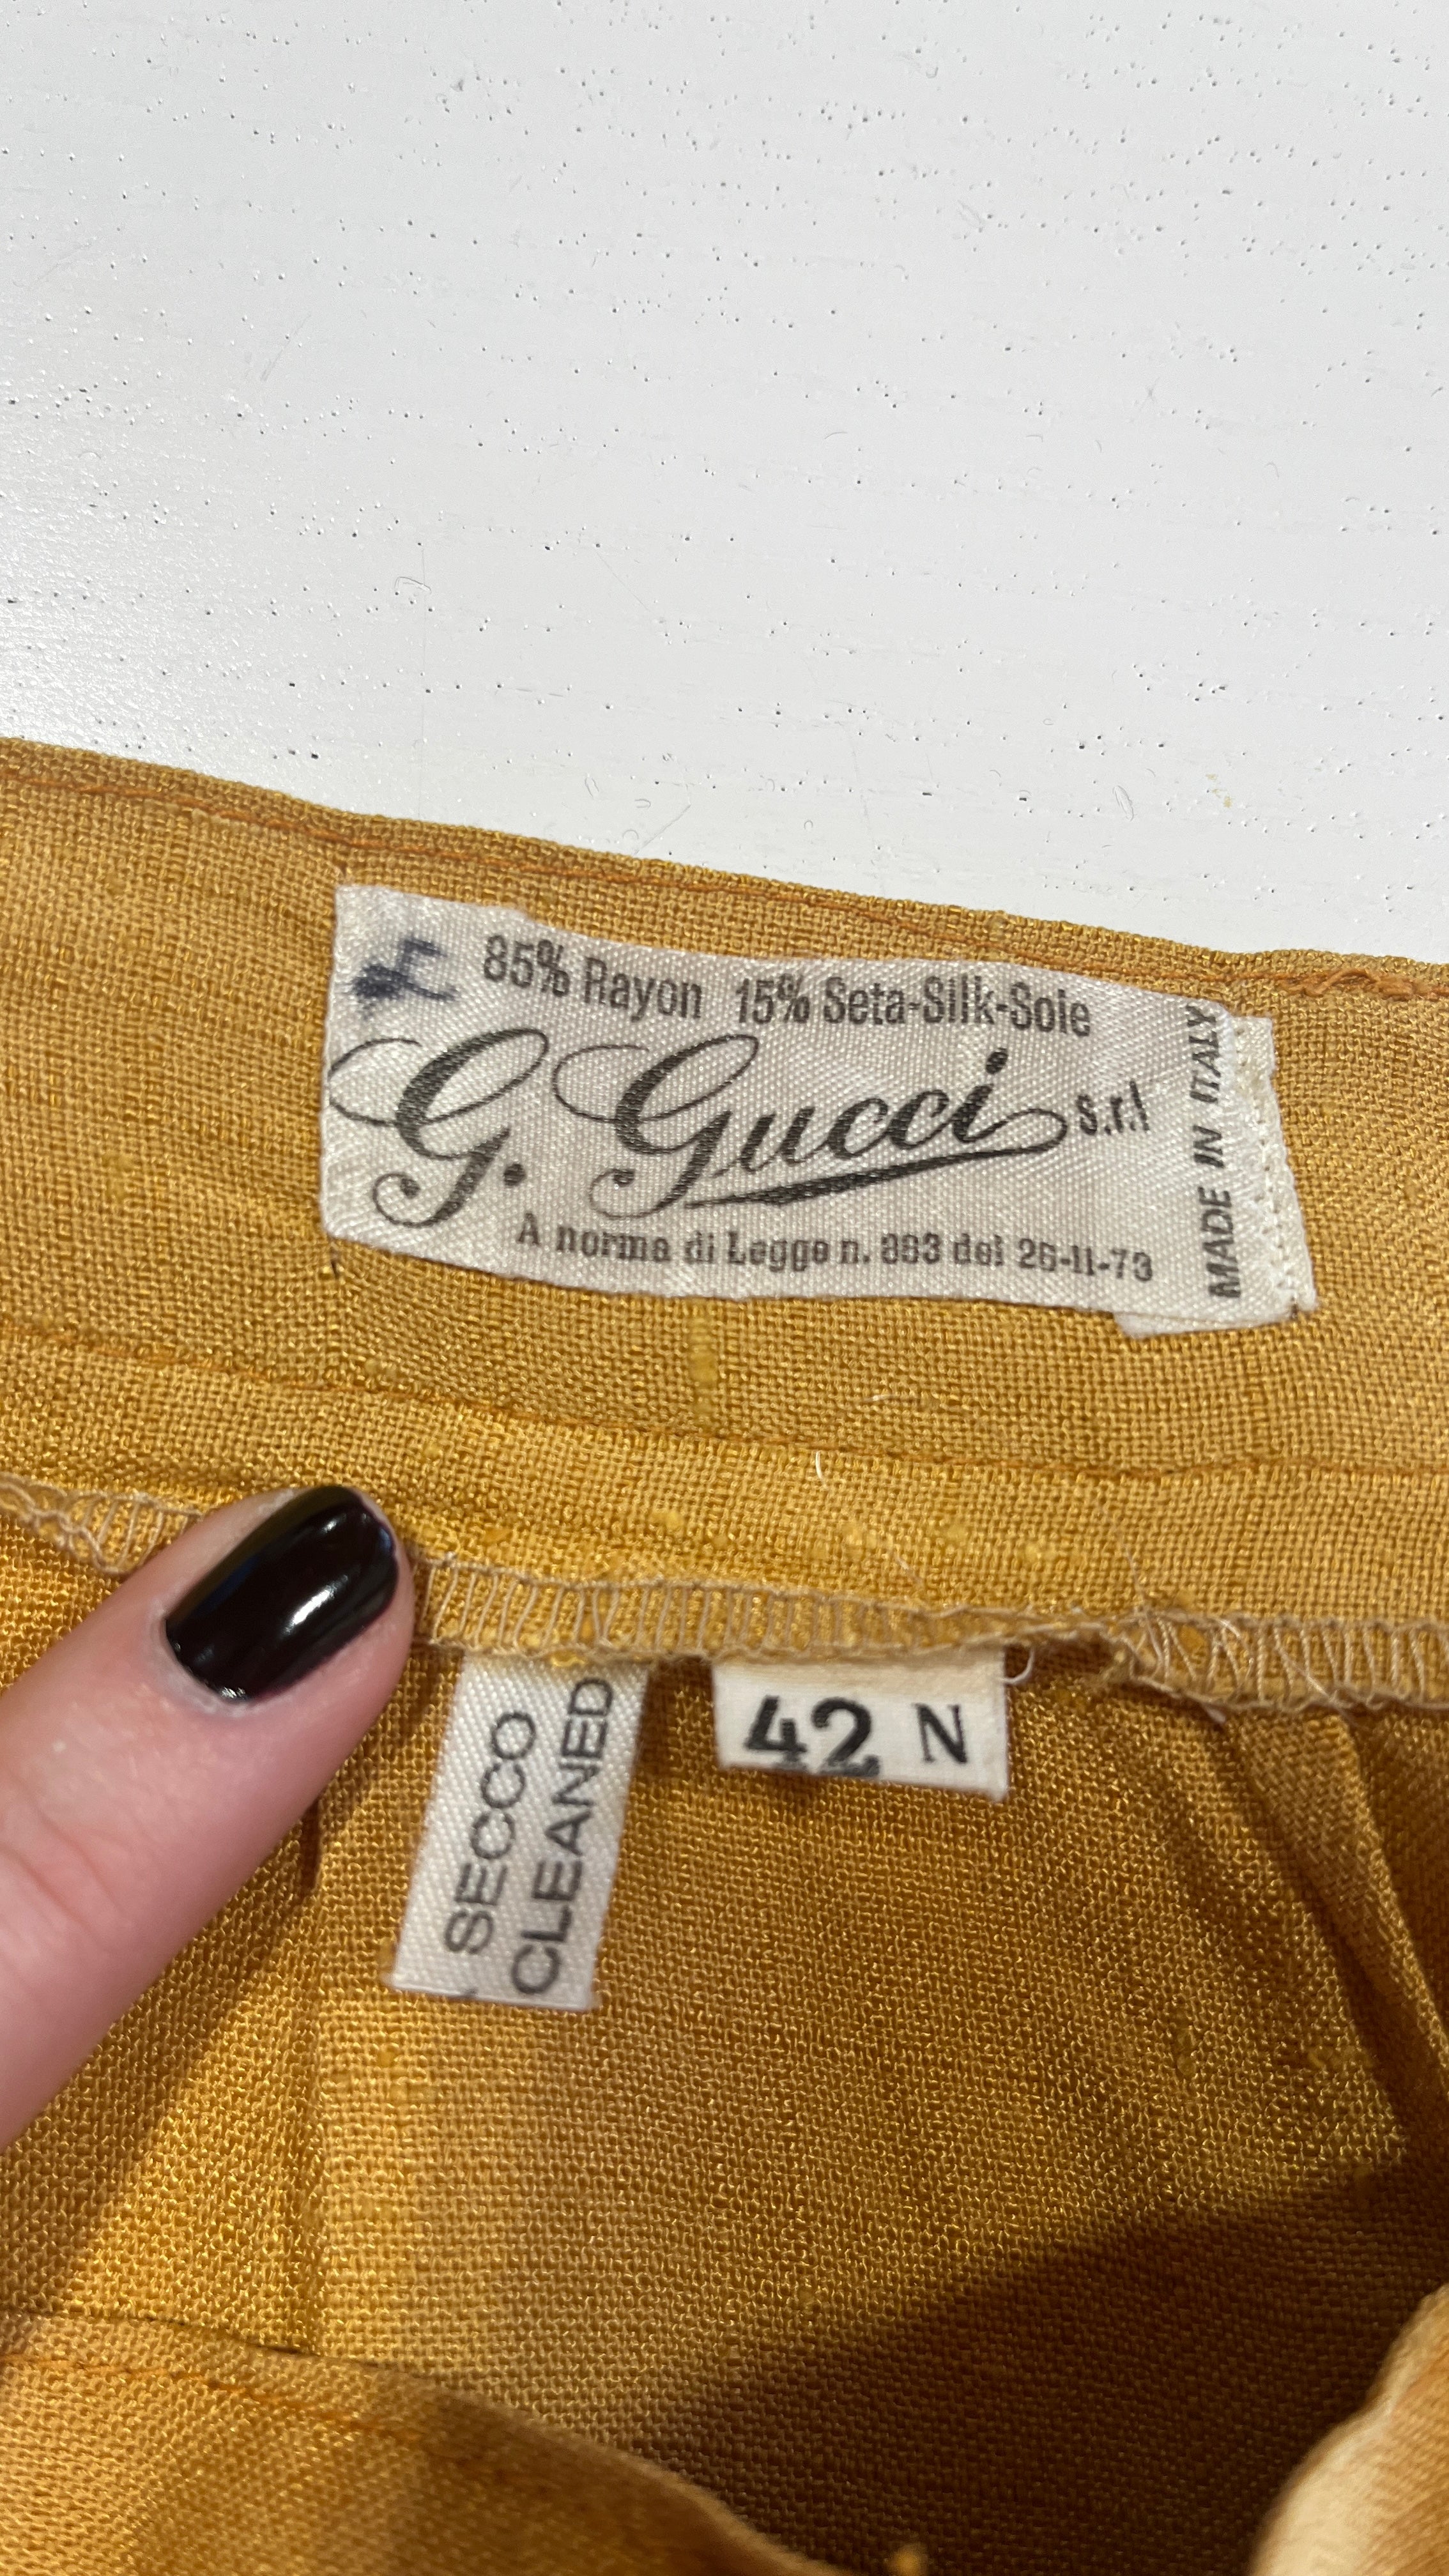 85% Rayon 15% Seta-Silk-Soie
G. Gucci s.r.l
A norma di Legge n. 883 del 26-11-73
MADE IN ITALY
SECCO
CLEANED
42 N